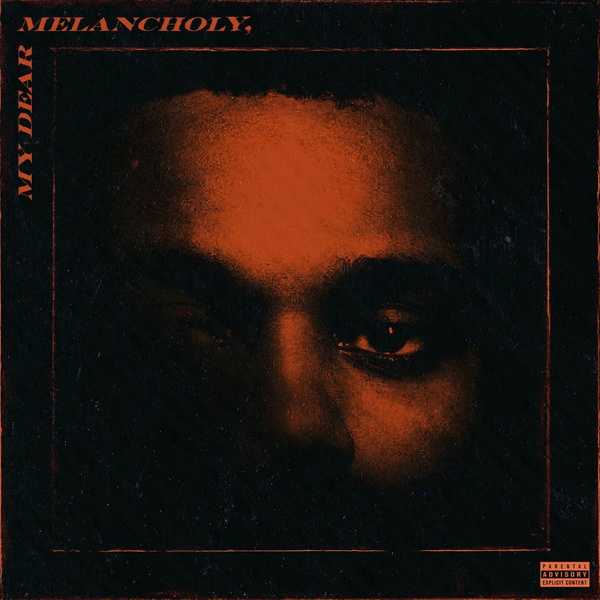 MY DEAR
MELANCHOLY,
PARENTAL
ADVISORY
EXPLICIT CONTENT